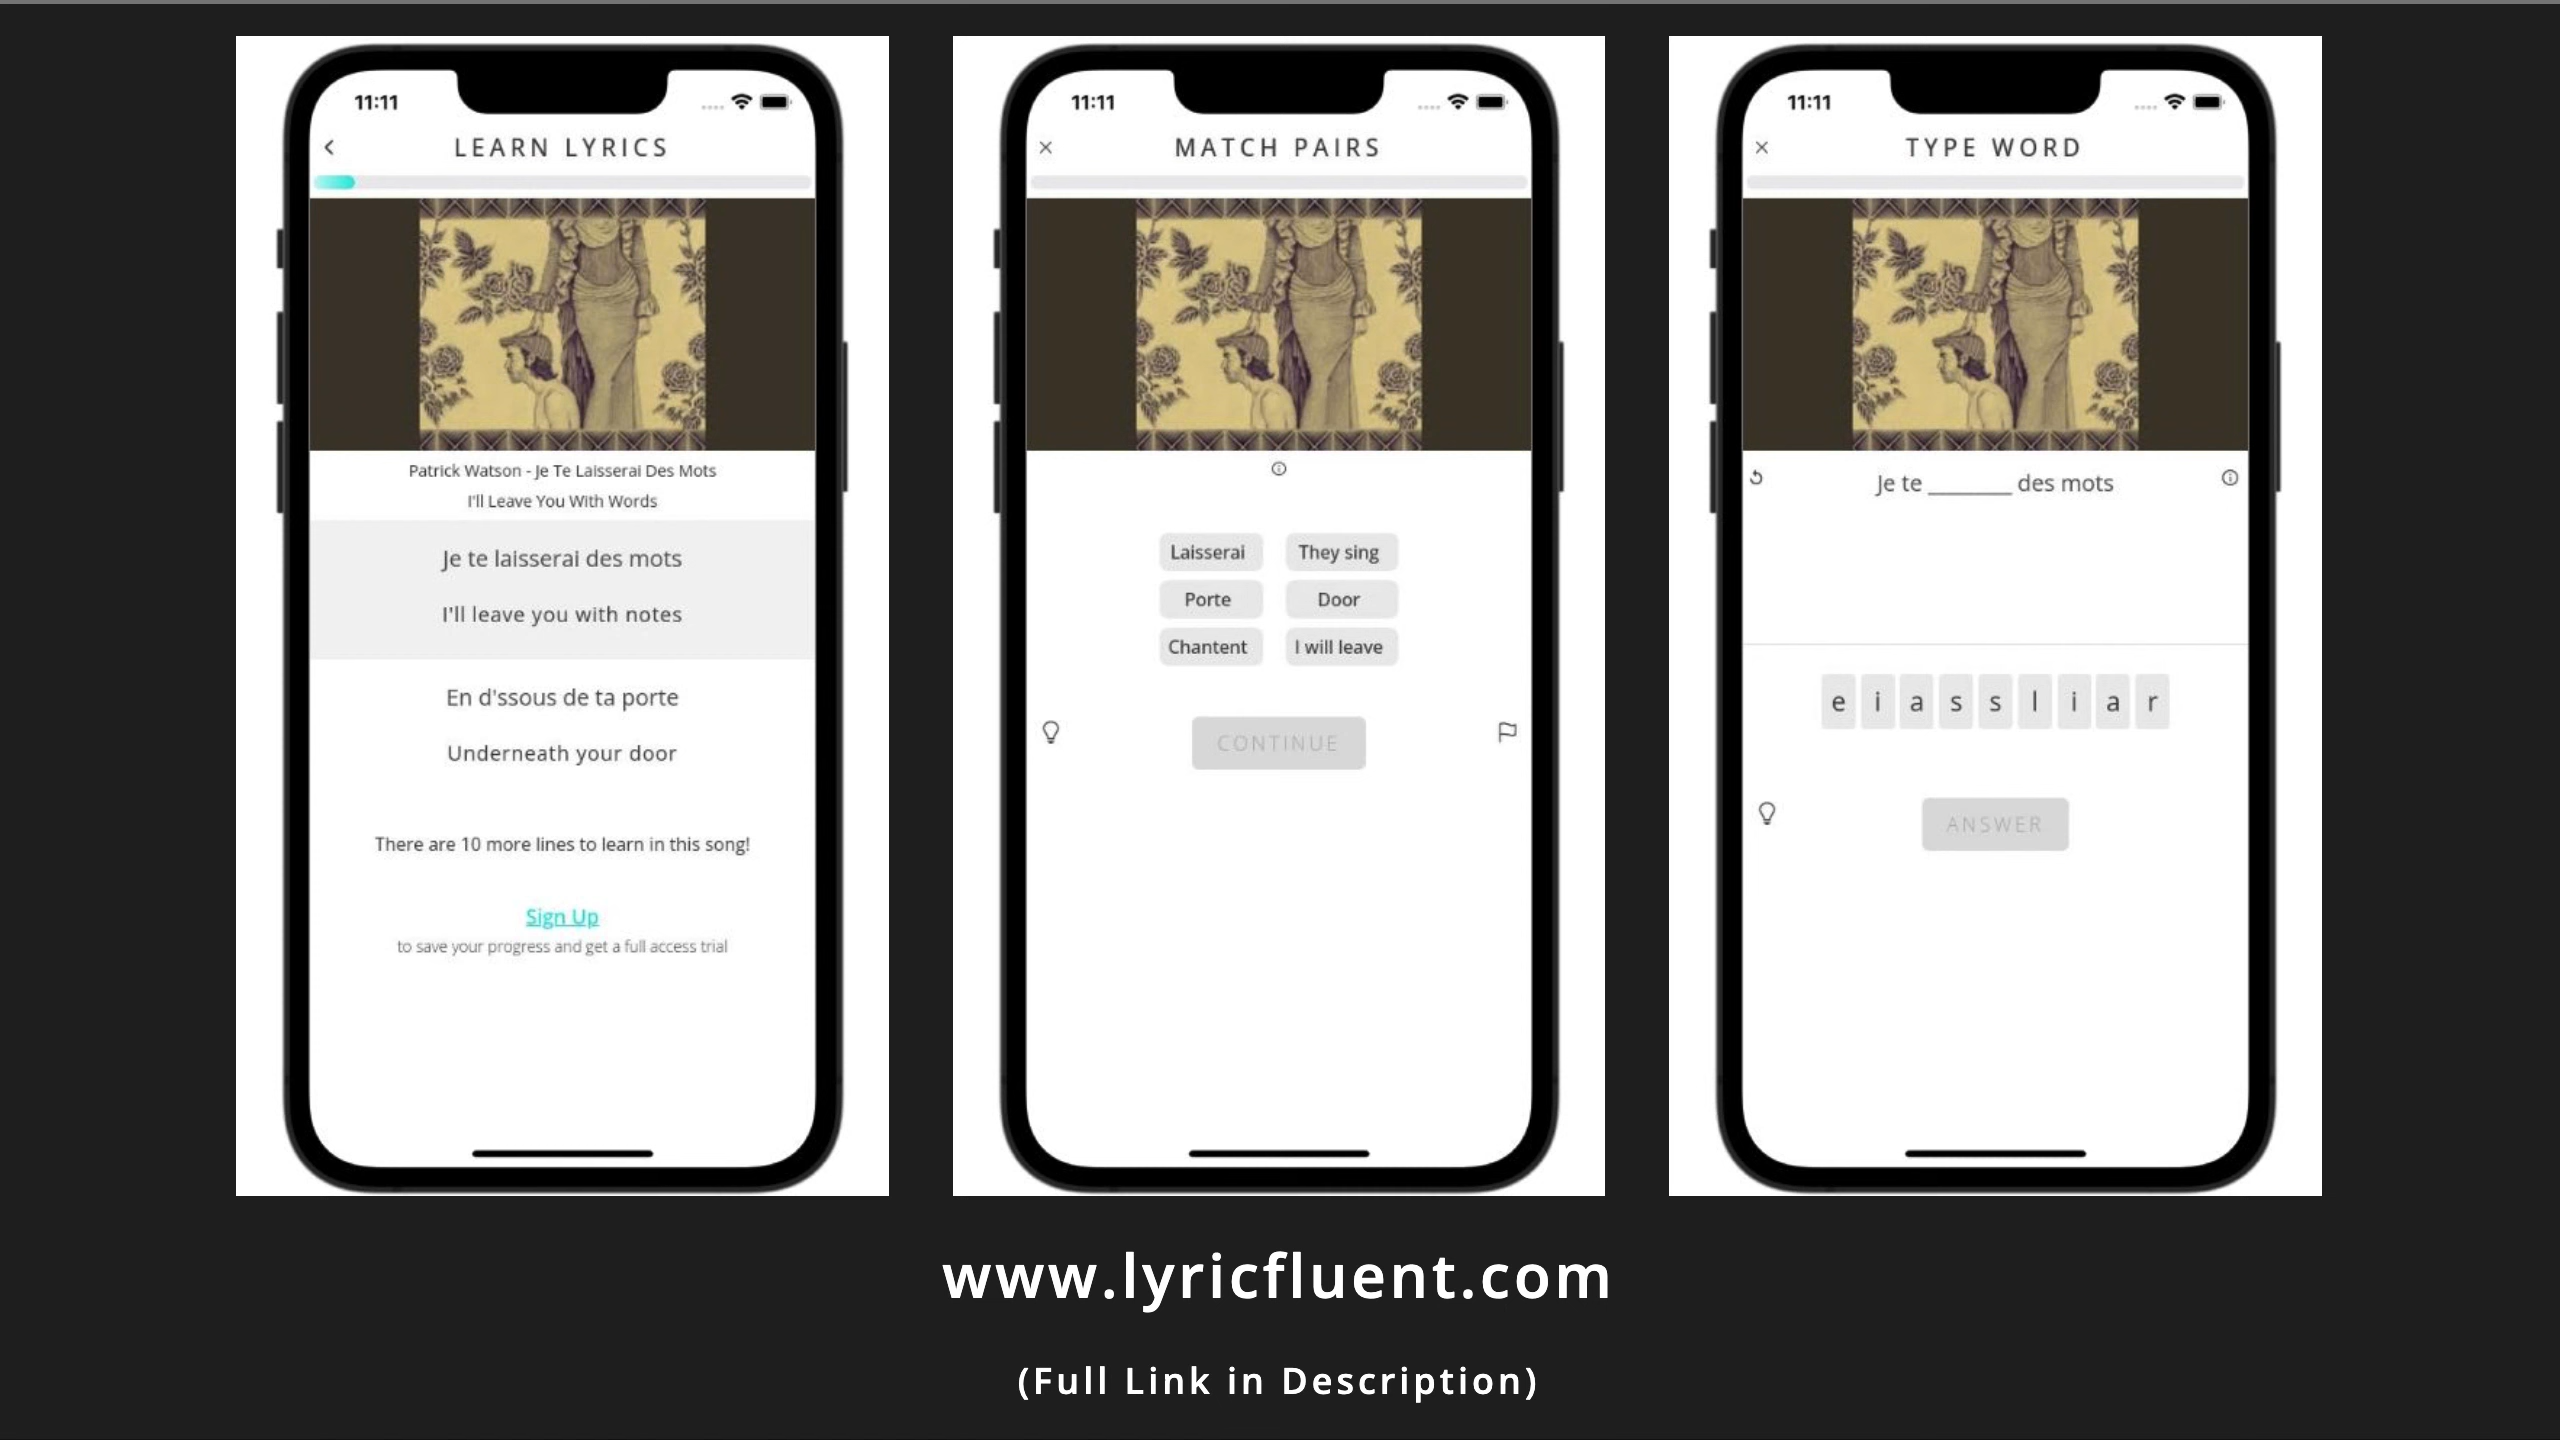 11:11
LEARN LYRICS
Patrick Watson - Je Te Laisserai Des Mots
I'll Leave You With Words
Je te laisserai des mots
I'll leave you with notes
En d'ssous de ta porte
Underneath your door
There are 10 more lines to learn in this song!
Sign Up
to save your progress and get a full access trial
11:11
MATCH PAIRS
Laisserai They sing
Porte Door
Chantent I will leave
CONTINUE
11:11
TYPE WORD
Je te _______ des mots
e i a s s l i a r
ANSWER
www.lyricfluent.com
(Full Link in Description)